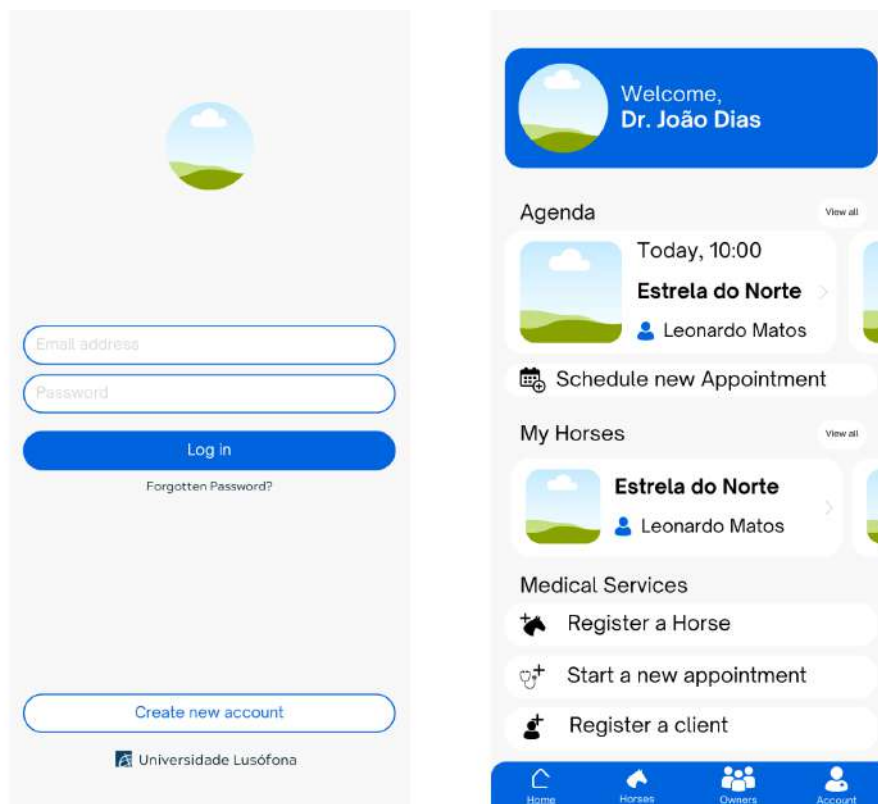 Email address
Password
Log in
Forgotten Password?
Create new account
Universidade Lusófona
Welcome,
Dr. João Dias
Agenda
View all
Today, 10:00
Estrela do Norte
Leonardo Matos
Schedule new Appointment
My Horses
View all
Estrela do Norte
Leonardo Matos
Medical Services
Register a Horse
Start a new appointment
Register a client
Home
Horses
Owners
Account